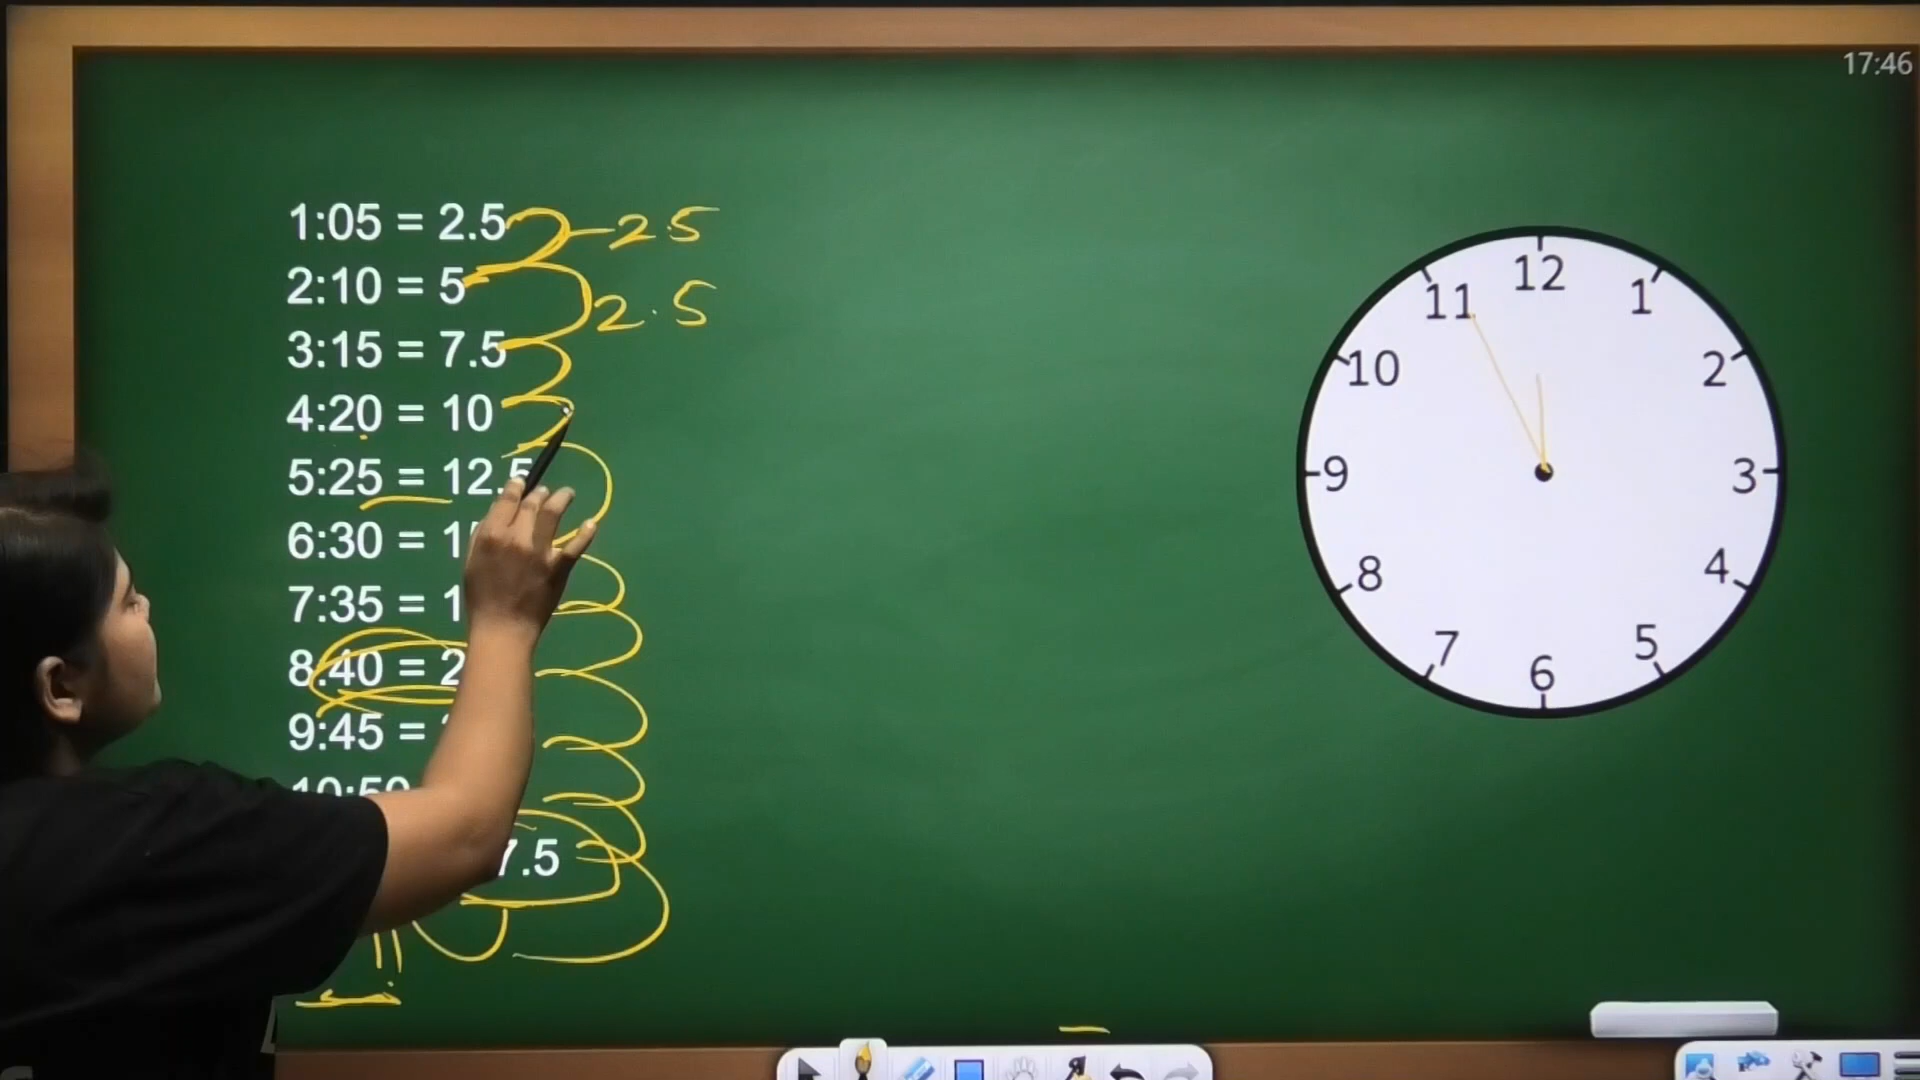 17:46
1:05 = 2.5
2.5
2:10 = 5
2.5
3:15 = 7.5
4:20 = 10
5:25 = 12.5
6:30 = 1
7:35 = 1
8:40 = 2
9:45 =
10:50
7.5
12
1
2
3
4
5
6
7
8
9
10
11